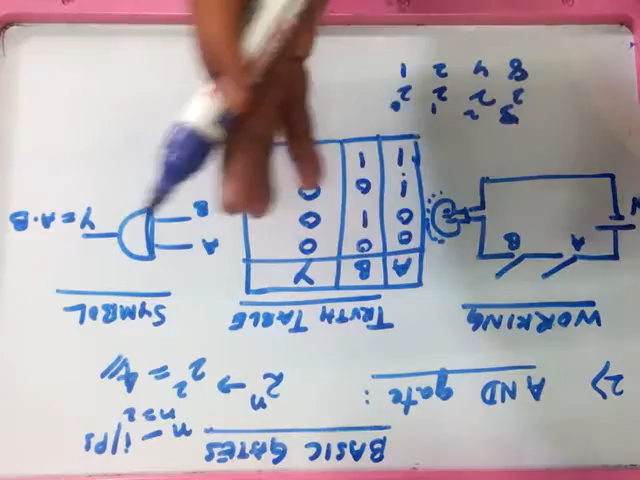 BASIC GATES
n – i/Ps
n=2
2) AND gate : 2ⁿ → 2² = 4//
WORKING
TRUTH TABLE
SYMBOL
A B
A B Y
0 0 0
0 1 0
1 0 0
1 1
A
B
Y=A·B
2³ 2² 2¹ 2⁰
8 4 2 1